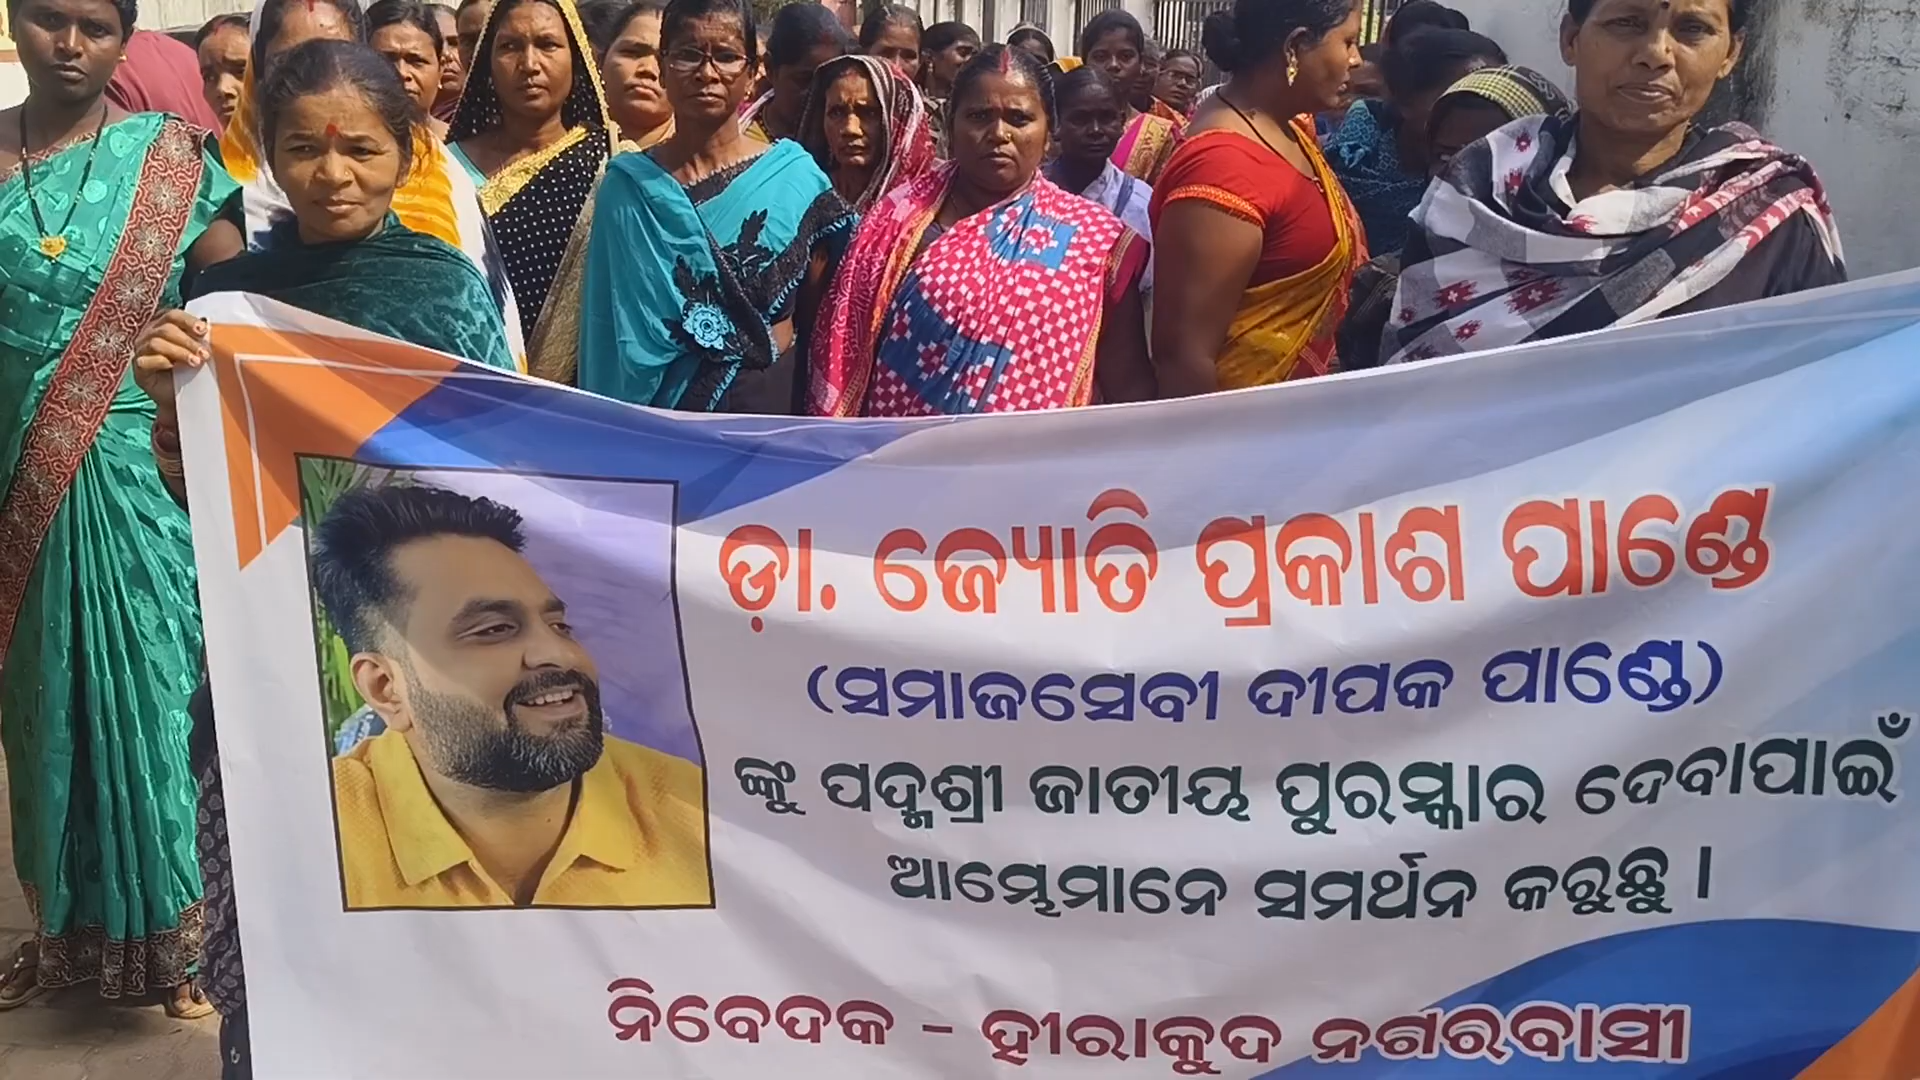 ଡ଼ା. ଜ୍ୟୋତି ପ୍ରକାଶ ପାଣ୍ଡେ
(ସମାଜସେବୀ ଦୀପକ ପାଣ୍ଡେ)
ଙ୍କୁ ପଦ୍ମଶ୍ରୀ ଜାତୀୟ ପୁରସ୍କାର ଦେବାପାଇଁ
ଆମ୍ଭେମାନେ ସମର୍ଥନ କରୁଛୁ ।
ନିବେଦକ - ହୀରାକୁଦ ନଗରବାସୀ